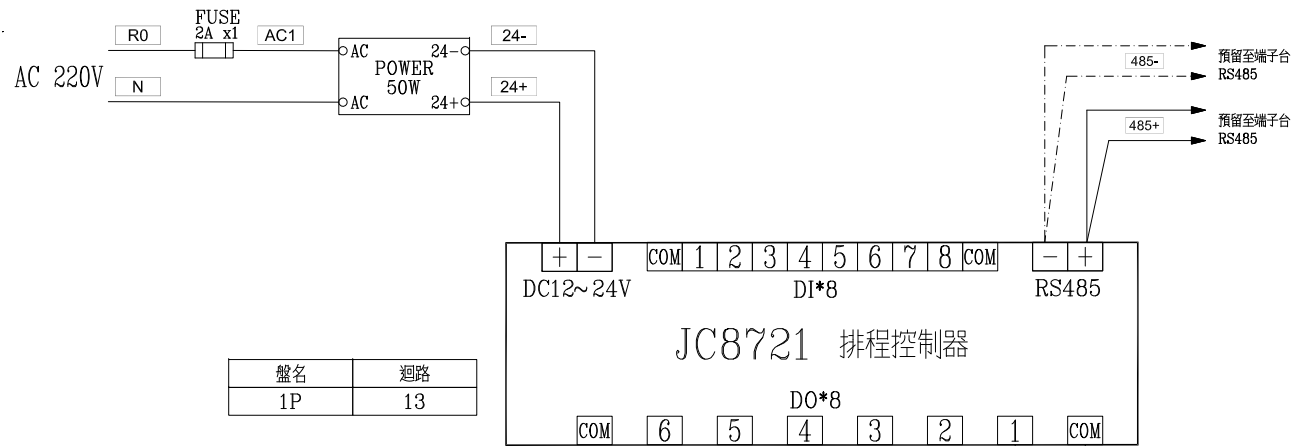 FUSE
2A x1
R0
AC1
AC 220V
N
AC
24-
POWER
50W
AC
24+
24-
24+
485-
預留至端子台
RS485
485+
預留至端子台
RS485
+ - COM 1 2 3 4 5 6 7 8 COM - +
DC12~24V DI*8 RS485
JC8721 排程控制器
盤名 迴路
1P 13
DO*8
COM 6 5 4 3 2 1 COM